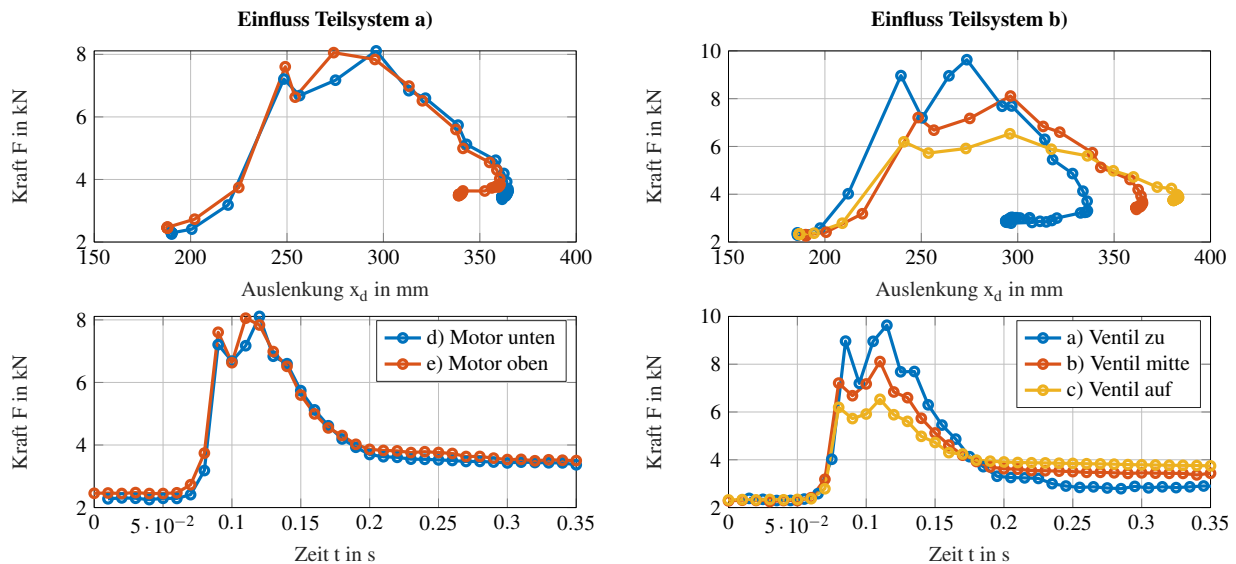 Einfluss Teilsystem a)
8
6
4
2
150
200
250
300
350
400
Kraft F in kN
Auslenkung x_d in mm
Einfluss Teilsystem b)
10
8
6
4
2
150
200
250
300
350
400
Kraft F in kN
Auslenkung x_d in mm
8
6
4
2
0
5 · 10⁻²
0.1
0.15
0.2
0.25
0.3
0.35
Kraft F in kN
Zeit t in s
d) Motor unten
e) Motor oben
10
8
6
4
2
0
5 · 10⁻²
0.1
0.15
0.2
0.25
0.3
0.35
Kraft F in kN
Zeit t in s
a) Ventil zu
b) Ventil mitte
c) Ventil auf